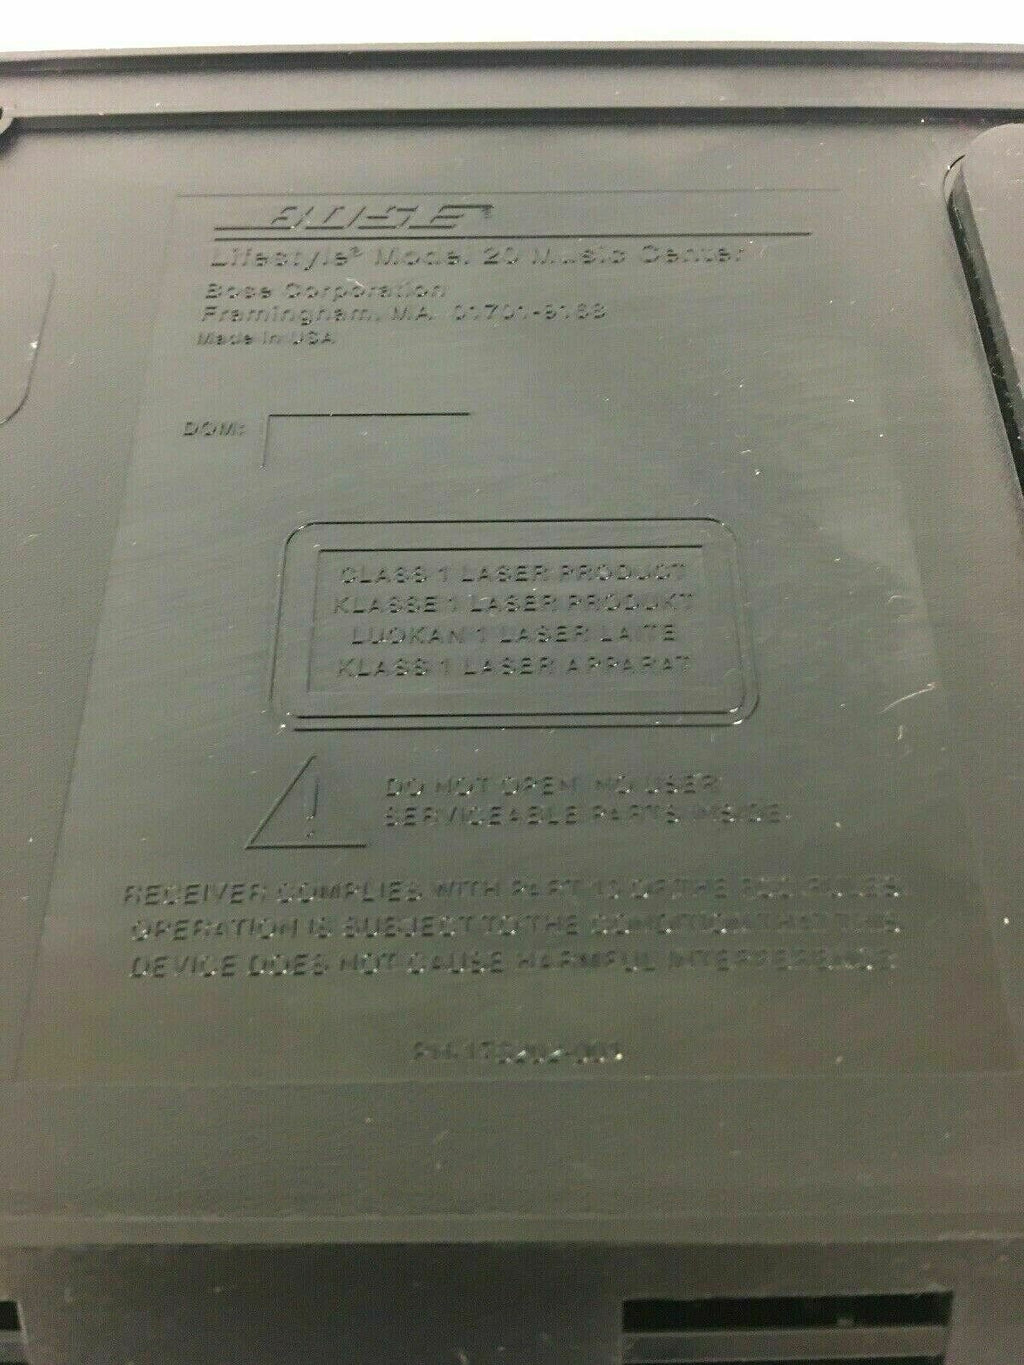 BOSE®
Lifestyle® Model 20 Music Center
Bose Corporation
Framingham, MA 01701-9168
Made in USA
DOM:
CLASS 1 LASER PRODUCT
KLASSE 1 LASER PRODUKT
LUOKAN 1 LASER LAITE
KLASS 1 LASER APPARAT
!
DO NOT OPEN. NO USER
SERVICEABLE PARTS INSIDE.
RECEIVER COMPLIES WITH PART 15 OF THE FCC RULES
OPERATION IS SUBJECT TO THE CONDITION THAT THIS
DEVICE DOES NOT CAUSE HARMFUL INTERFERENCE.